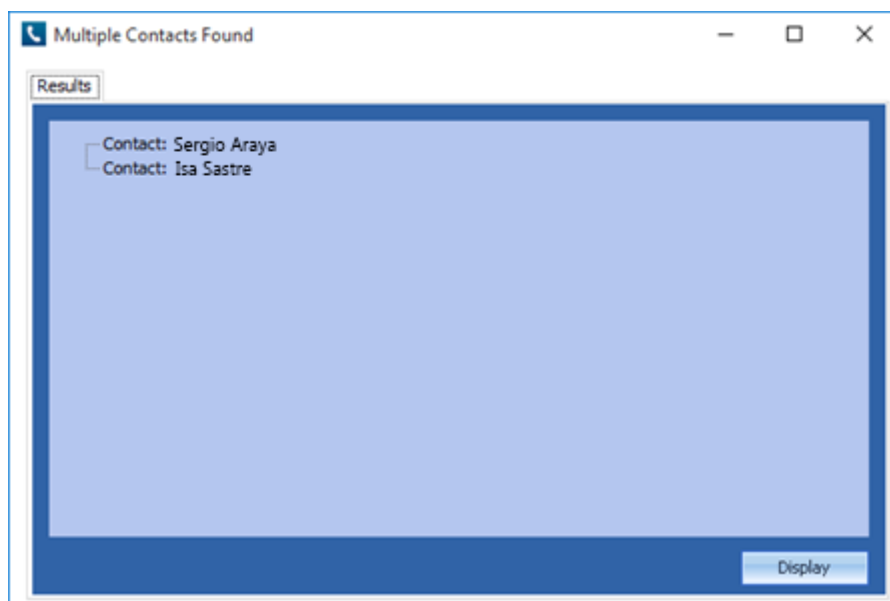 Multiple Contacts Found
Results
Contact: Sergio Araya
Contact: Isa Sastre
Display